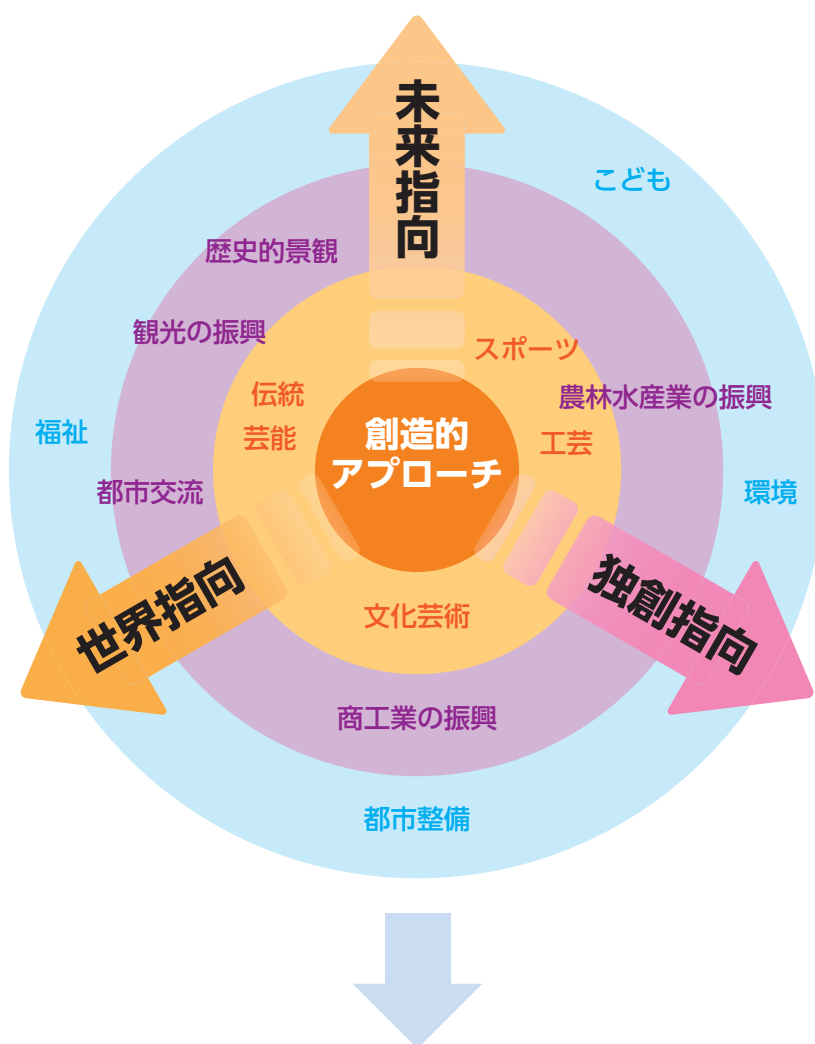 未来指向
こども
歴史的景観
観光の振興
スポーツ
伝統
芸能
農林水産業の振興
創造的
アプローチ
工芸
福祉
都市交流
環境
世界指向
独創指向
文化芸術
商工業の振興
都市整備